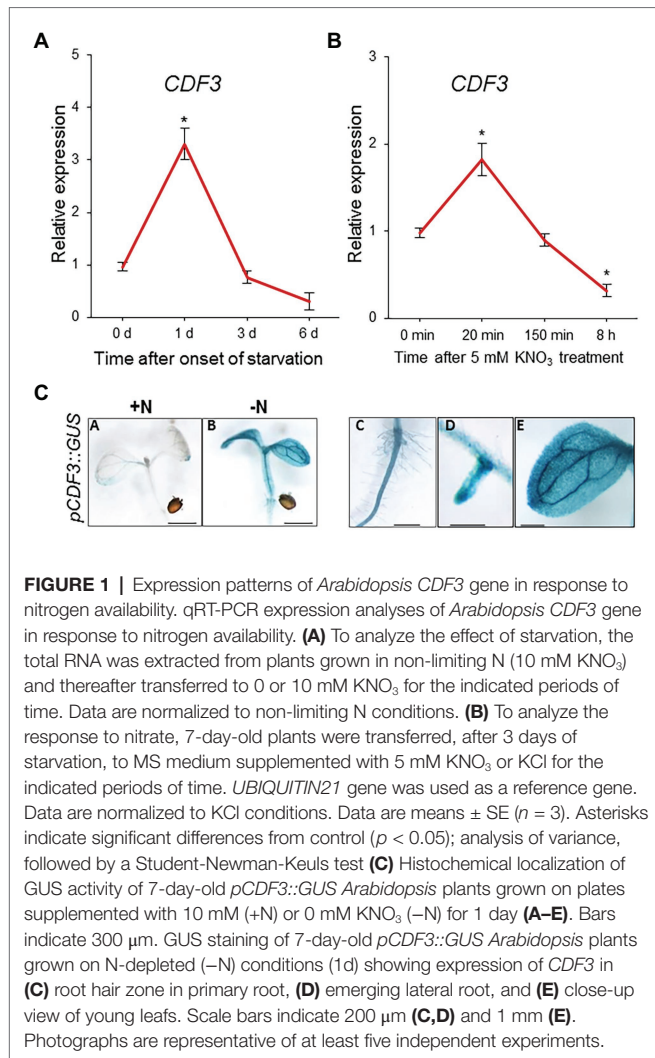 A
CDF3
5
4
3
2
1
0
Relative expression
*
0 d 1 d 3 d 6 d
Time after onset of starvation
B
CDF3
3
2
1
0
Relative expression
*
*
0 min 20 min 150 min 8 h
Time after 5 mM KNO₃ treatment
C
+N -N
pCDF3::GUS
A B C D E
FIGURE 1 | Expression patterns of Arabidopsis CDF3 gene in response to
nitrogen availability. qRT-PCR expression analyses of Arabidopsis CDF3 gene
in response to nitrogen availability. (A) To analyze the effect of starvation, the
total RNA was extracted from plants grown in non-limiting N (10 mM KNO₃)
and thereafter transferred to 0 or 10 mM KNO₃ for the indicated periods of
time. Data are normalized to non-limiting N conditions. (B) To analyze the
response to nitrate, 7-day-old plants were transferred, after 3 days of
starvation, to MS medium supplemented with 5 mM KNO₃ or KCl for the
indicated periods of time. UBIQUITIN21 gene was used as a reference gene.
Data are normalized to KCl conditions. Data are means ± SE (n = 3). Asterisks
indicate significant differences from control (p < 0.05); analysis of variance,
followed by a Student-Newman-Keuls test (C) Histochemical localization of
GUS activity of 7-day-old pCDF3::GUS Arabidopsis plants grown on plates
supplemented with 10 mM (+N) or 0 mM KNO₃ (−N) for 1 day (A–E). Bars
indicate 300 μm. GUS staining of 7-day-old pCDF3::GUS Arabidopsis plants
grown on N-depleted (−N) conditions (1d) showing expression of CDF3 in
(C) root hair zone in primary root, (D) emerging lateral root, and (E) close-up
view of young leafs. Scale bars indicate 200 μm (C,D) and 1 mm (E).
Photographs are representative of at least five independent experiments.